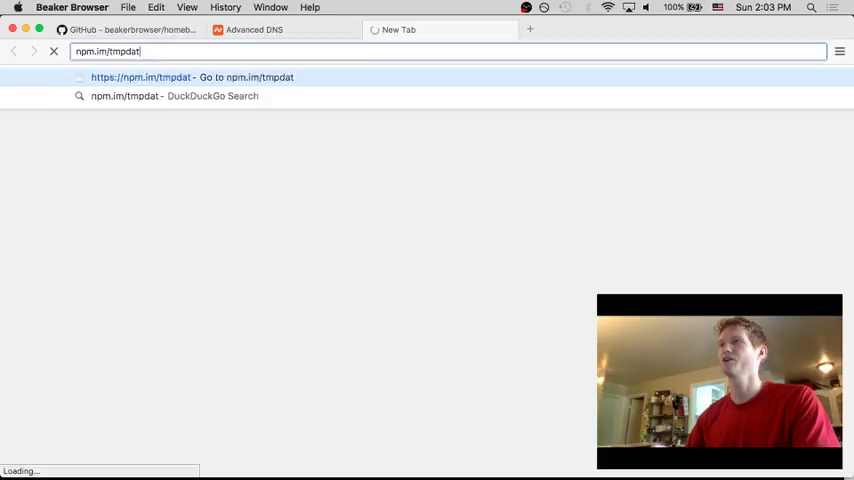 Beaker Browser File Edit View History Window Help 100% Sun 2:03 PM
GitHub - beakerbrowser/homeb... Advanced DNS New Tab
npm.im/tmpdat
https://npm.im/tmpdat - Go to npm.im/tmpdat
npm.im/tmpdat - DuckDuckGo Search
Loading...